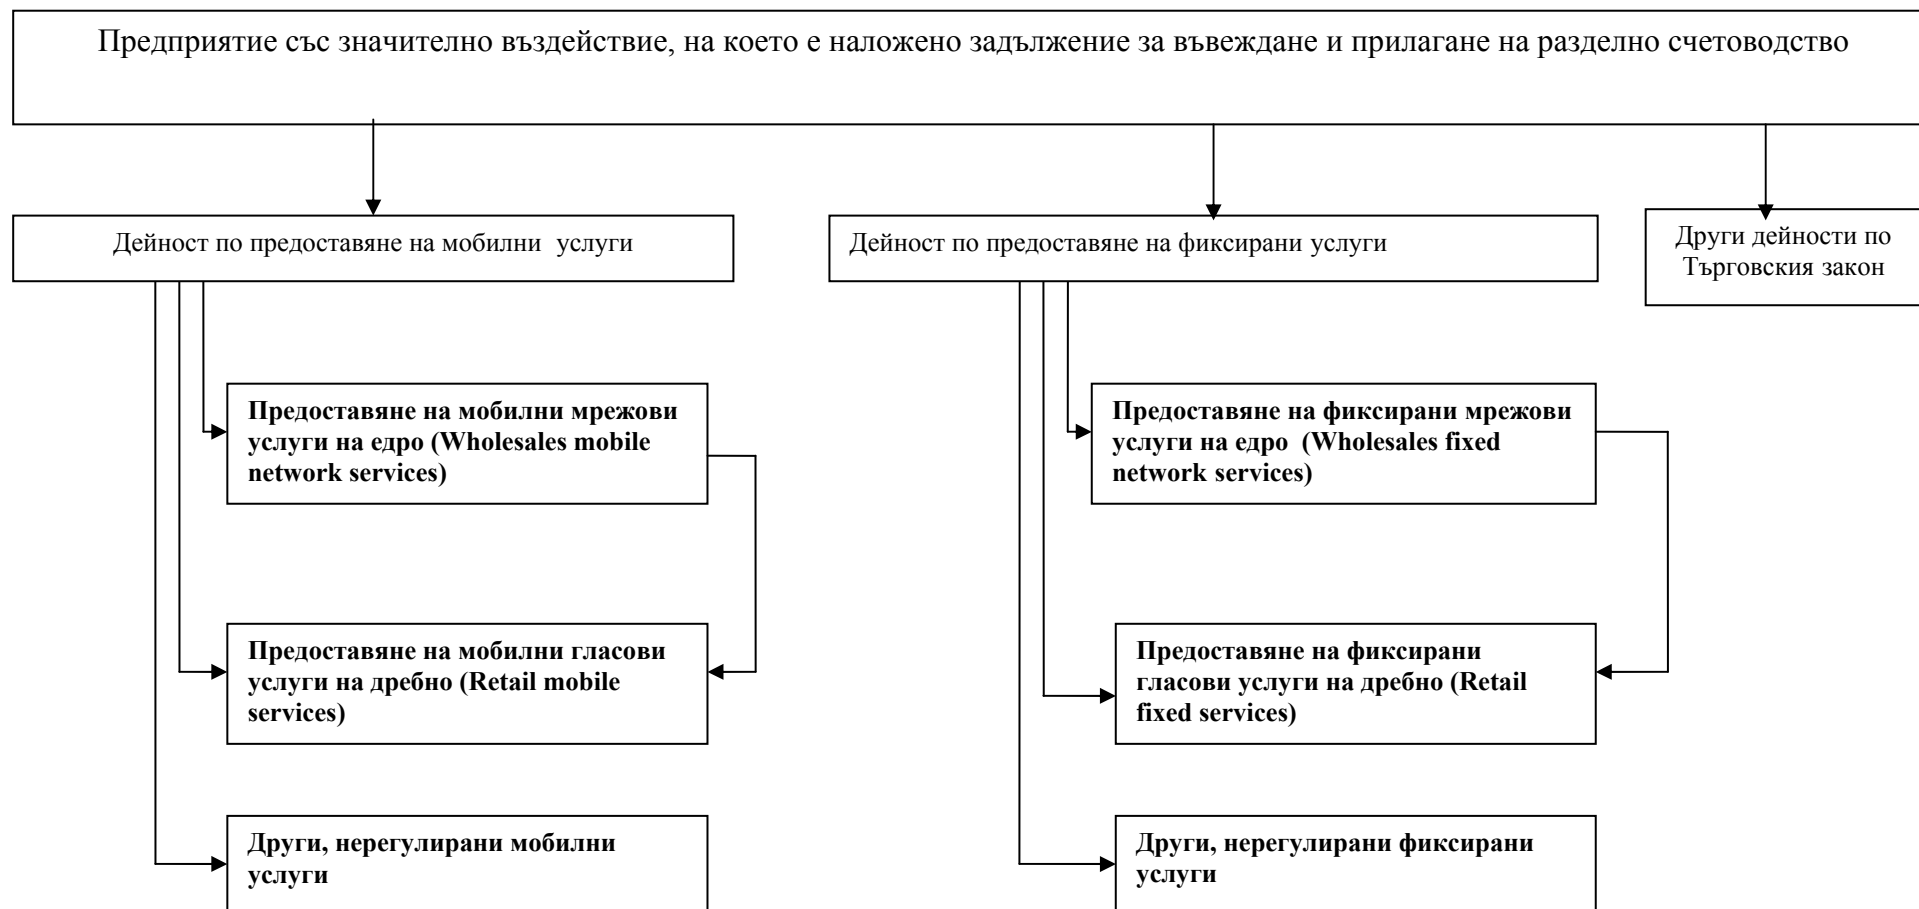 Предприятие със значително въздействие, на което е наложено задължение за въвеждане и прилагане на разделно счетоводство
Дейност по предоставяне на мобилни услуги
Дейност по предоставяне на фиксирани услуги
Други дейности по
Търговския закон
Предоставяне на мобилни мрежови
услуги на едро (Wholesales mobile
network services)
Предоставяне на фиксирани мрежови
услуги на едро (Wholesales fixed
network services)
Предоставяне на мобилни гласови
услуги на дребно (Retail mobile
services)
Предоставяне на фиксирани
гласови услуги на дребно (Retail
fixed services)
Други, нерегулирани мобилни
услуги
Други, нерегулирани фиксирани
услуги